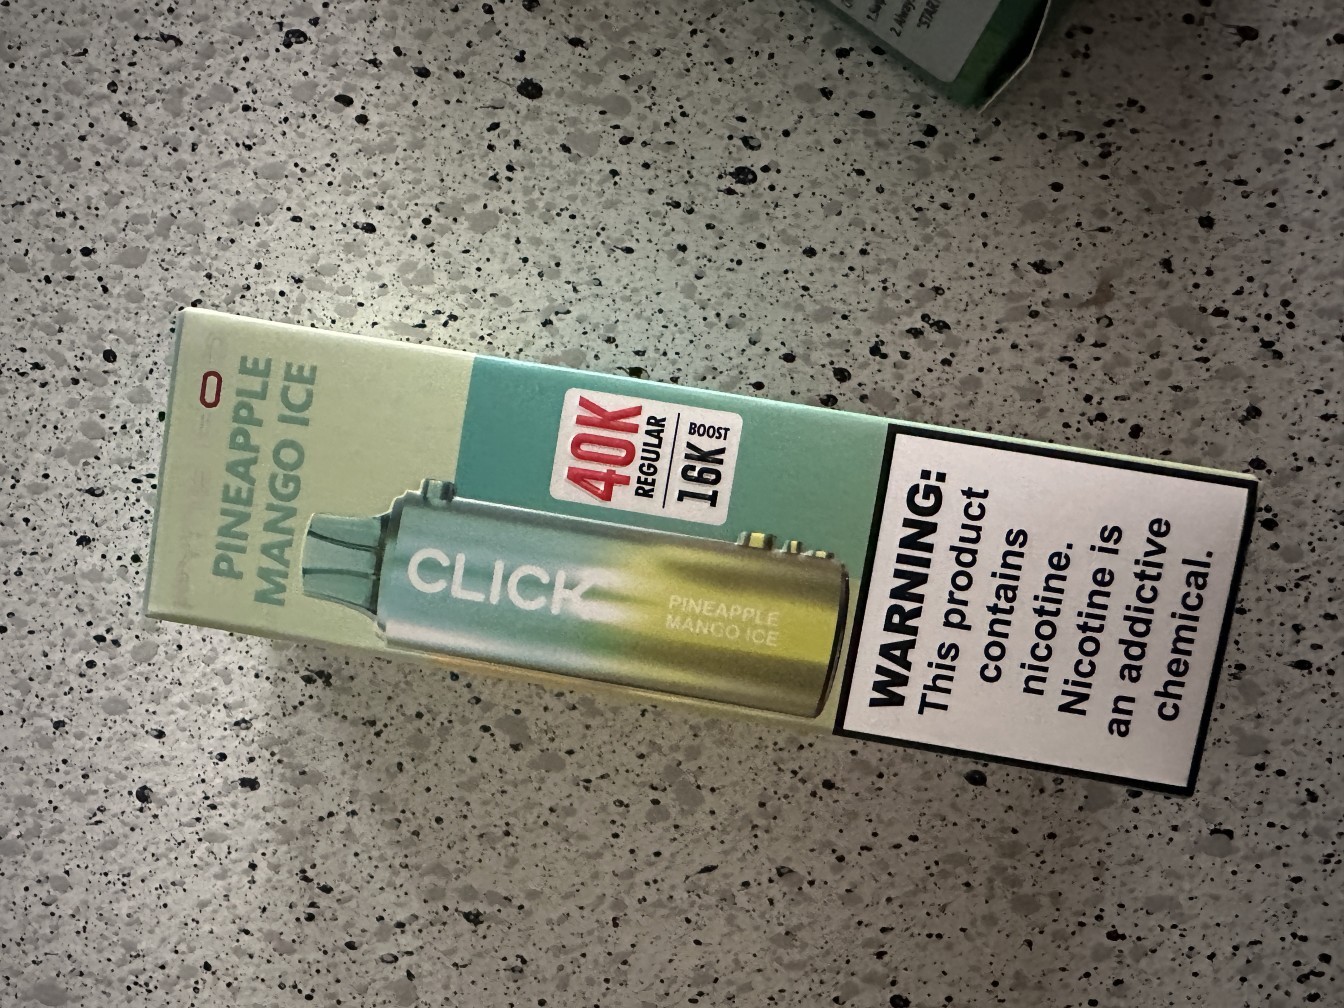 PINEAPPLE
MANGO ICE
40K
REGULAR
16K BOOST
CLICK
PINEAPPLE
MANGO ICE
WARNING:
This product
contains
nicotine.
Nicotine is
an addictive
chemical.